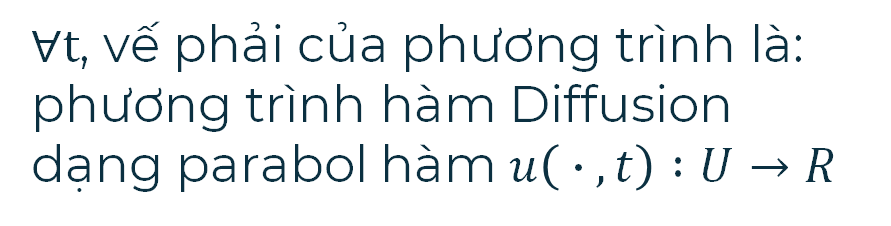 ∀t, vế phải của phương trình là:
phương trình hàm Diffusion
dạng parabol hàm u( · , t) : U → R